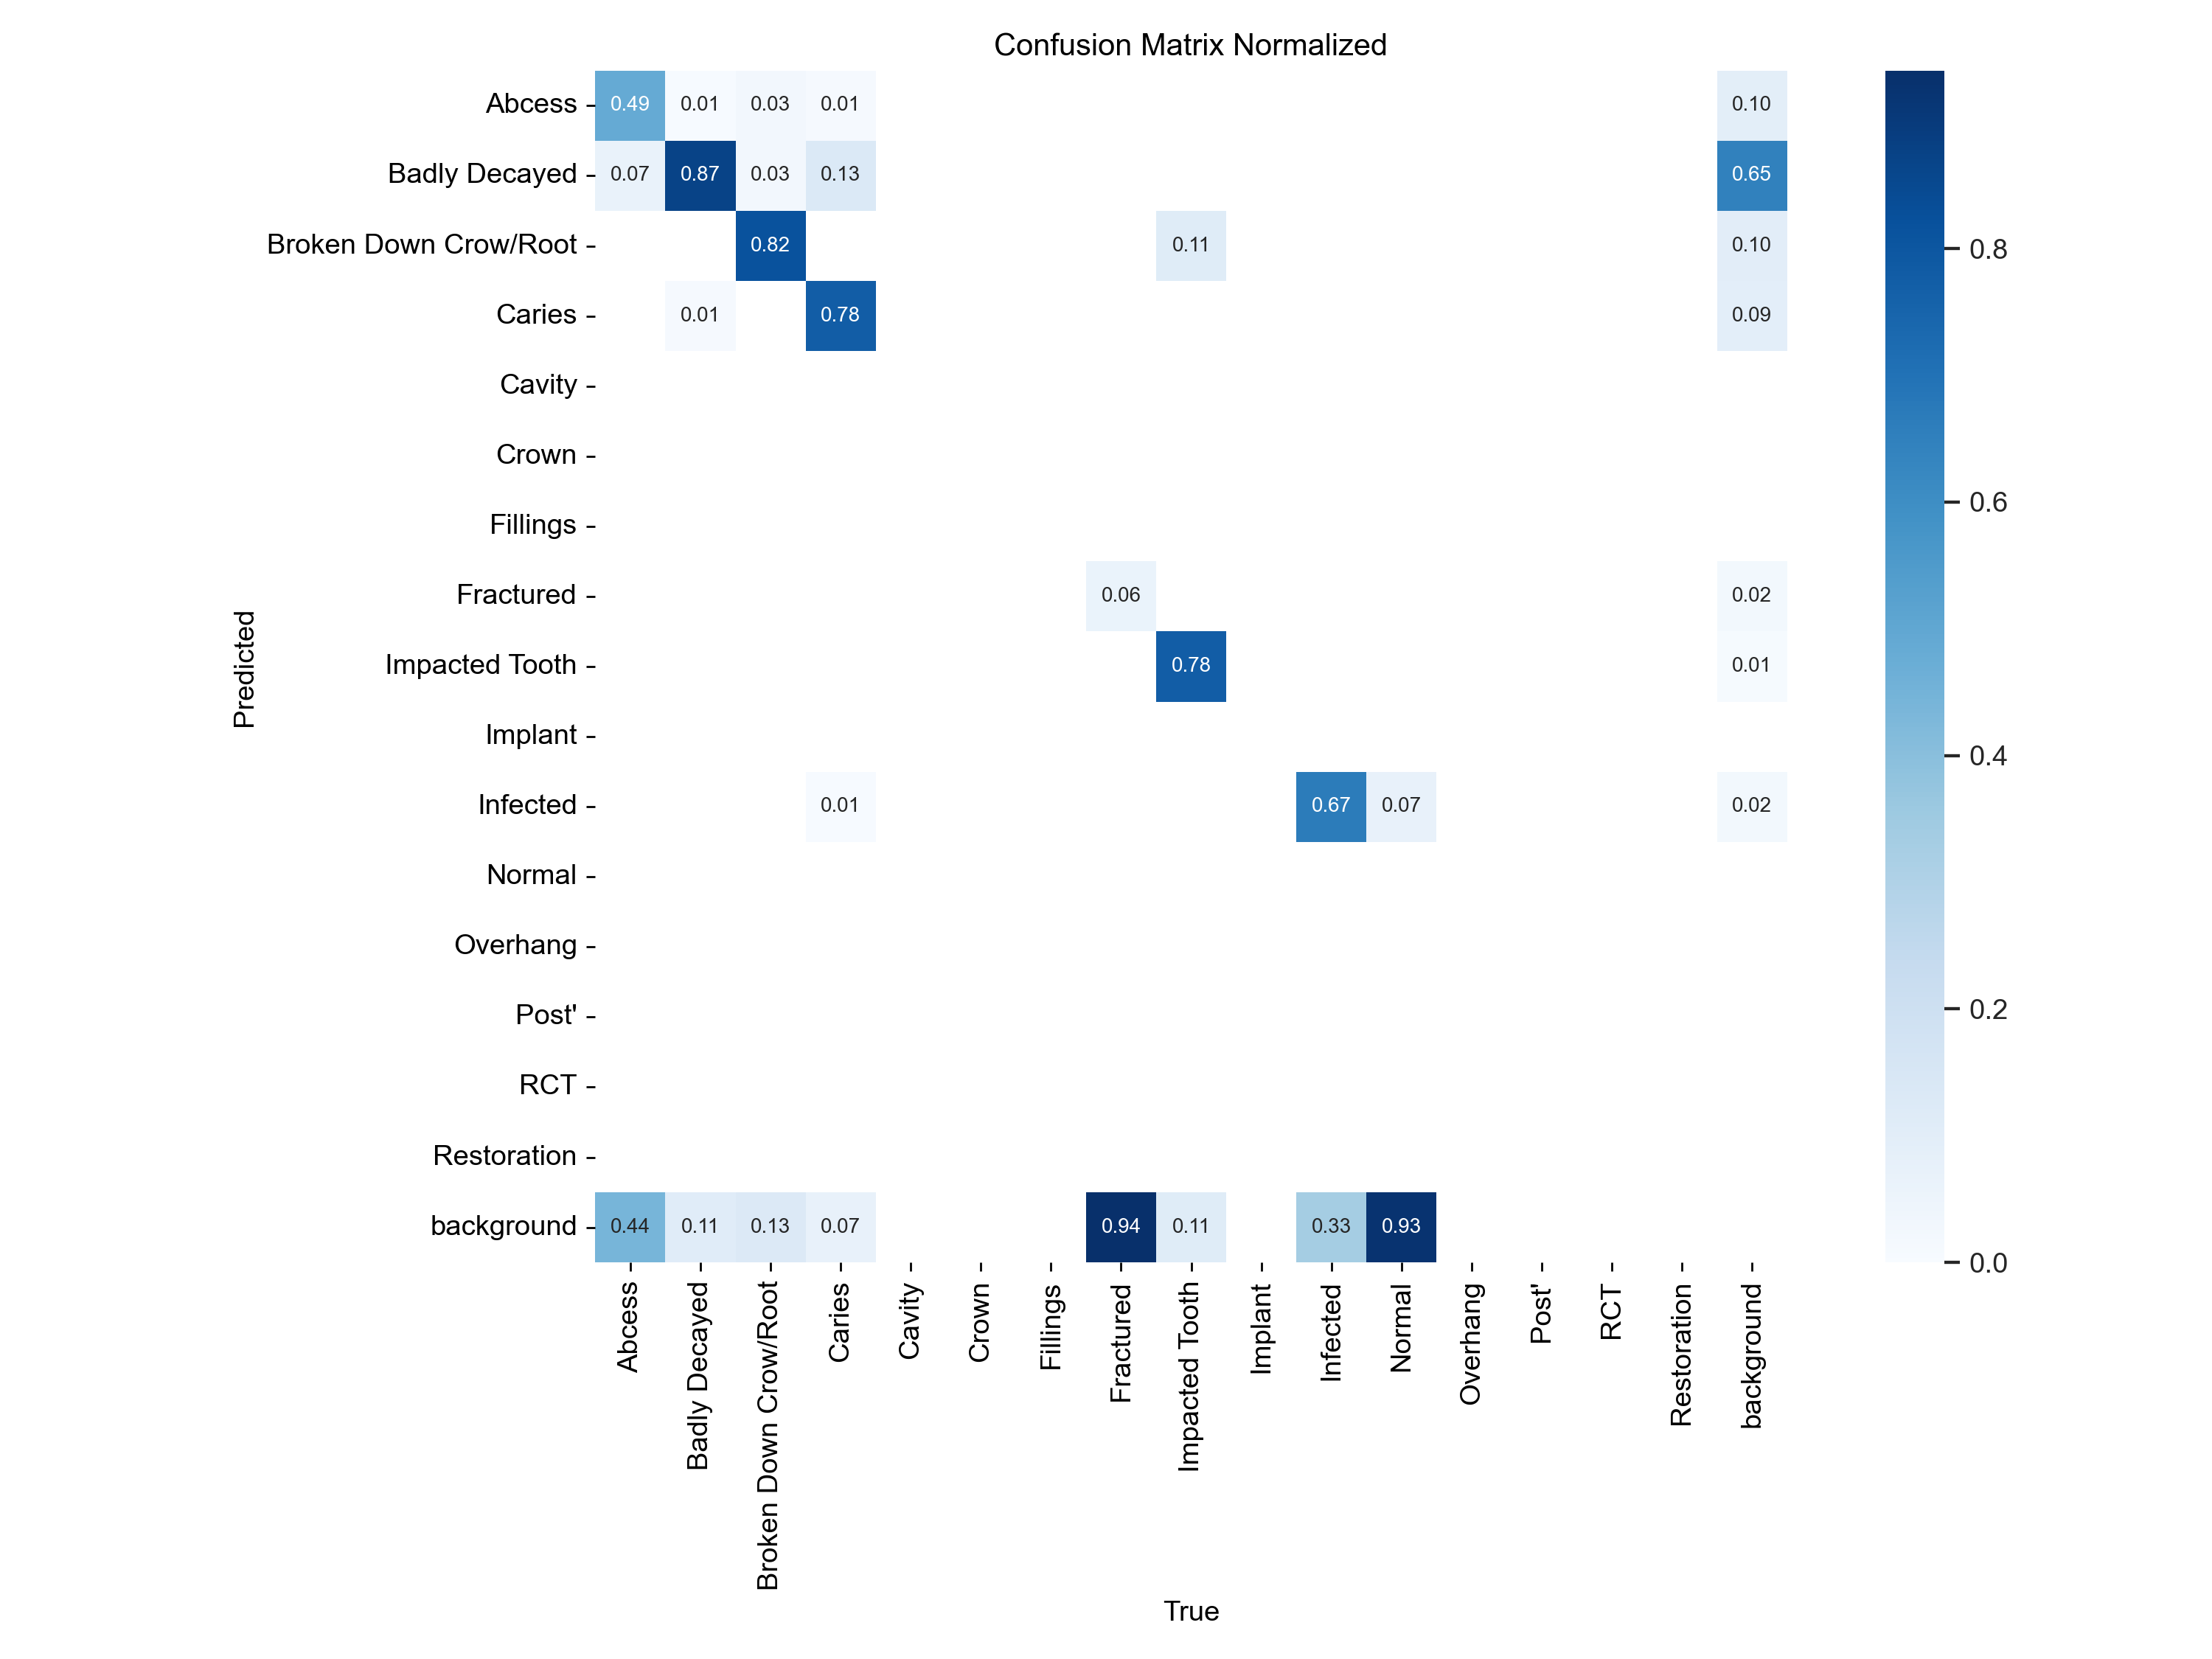 Confusion Matrix Normalized
Abcess
0.49 0.01 0.03 0.01 0.10
Badly Decayed
0.07 0.87 0.03 0.13 0.65
Broken Down Crow/Root
0.82 0.11 0.10
Caries
0.01 0.78 0.09
Cavity
Crown
Fillings
Fractured
0.06 0.02
Impacted Tooth
0.78 0.01
Implant
Infected
0.01 0.67 0.07 0.02
Normal
Overhang
Post'
RCT
Restoration
background
0.44 0.11 0.13 0.07 0.94 0.11 0.33 0.93
Predicted
Abcess
Badly Decayed
Broken Down Crow/Root
Caries
Cavity
Crown
Fillings
Fractured
Impacted Tooth
Implant
Infected
Normal
Overhang
Post'
RCT
Restoration
background
True
0.8
0.6
0.4
0.2
0.0